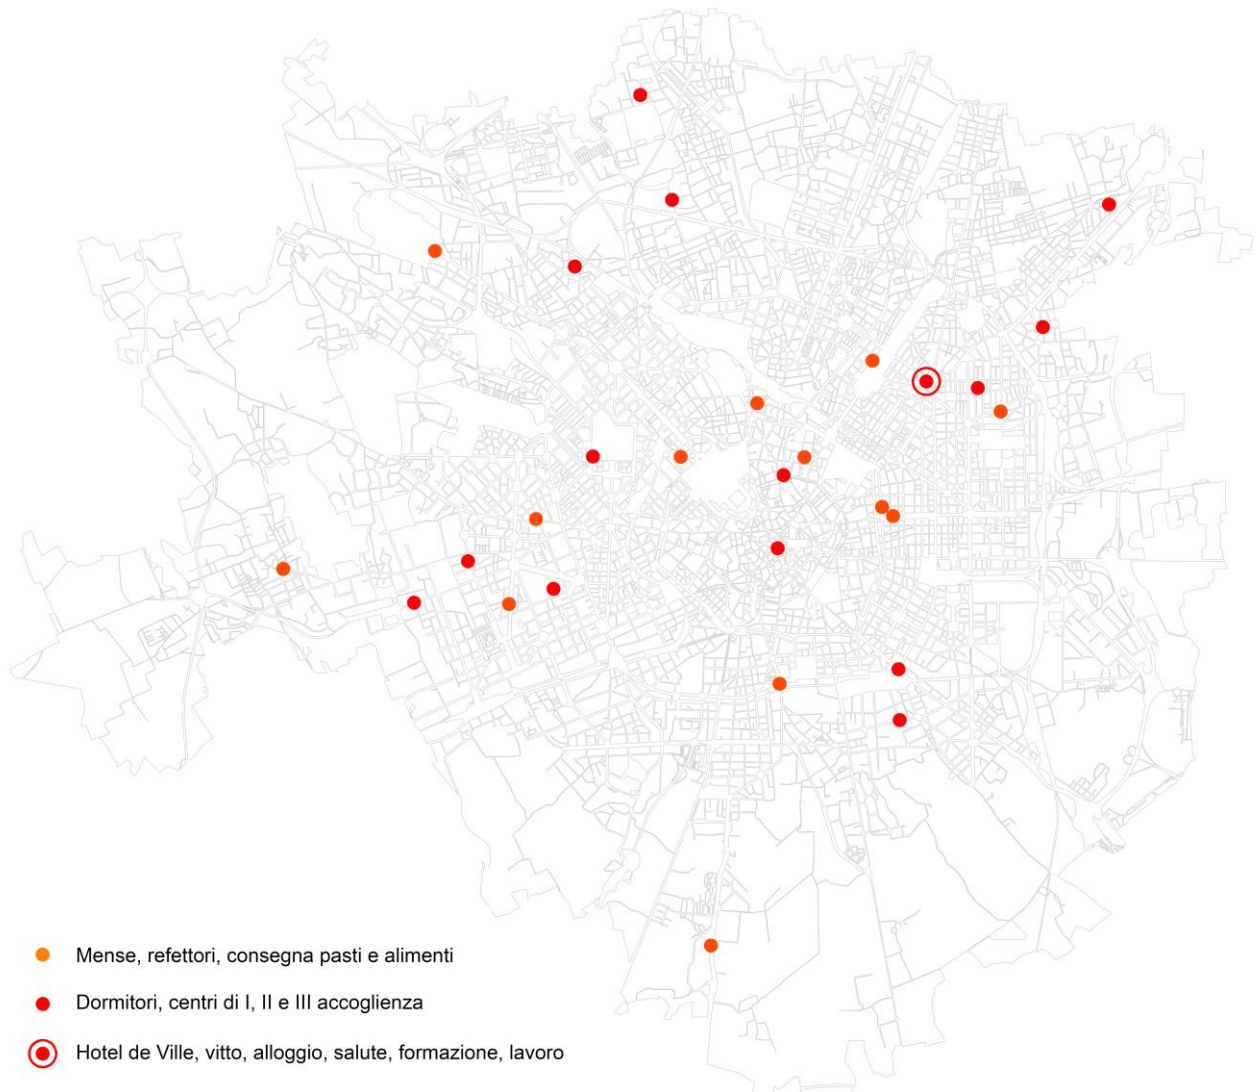 Mense, refettori, consegna pasti e alimenti
Dormitori, centri di I, II e III accoglienza
Hotel de Ville, vitto, alloggio, salute, formazione, lavoro